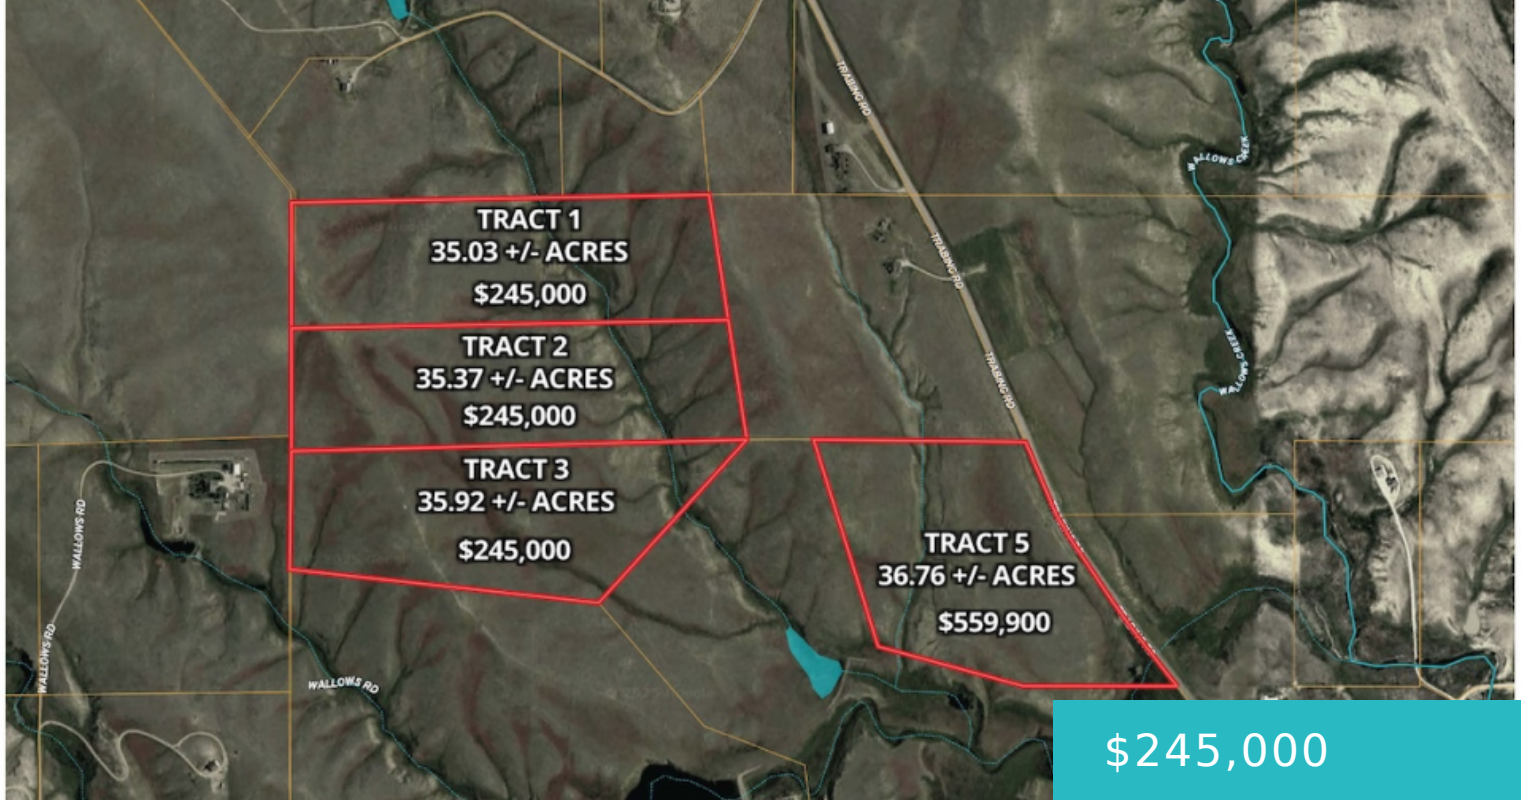 TRABING RD
WALLOWS CREEK
TRACT 1
35.03 +/- ACRES
$245,000
TRABING RD
TRACT 2
35.37 +/- ACRES
$245,000
TRABING RD
WALLOWS CREEK
TRACT 3
35.92 +/- ACRES
$245,000
WALLOWS RD
TRACT 5
36.76 +/- ACRES
$559,900
WALLOWS RD
WALLOWS RD
$245,000